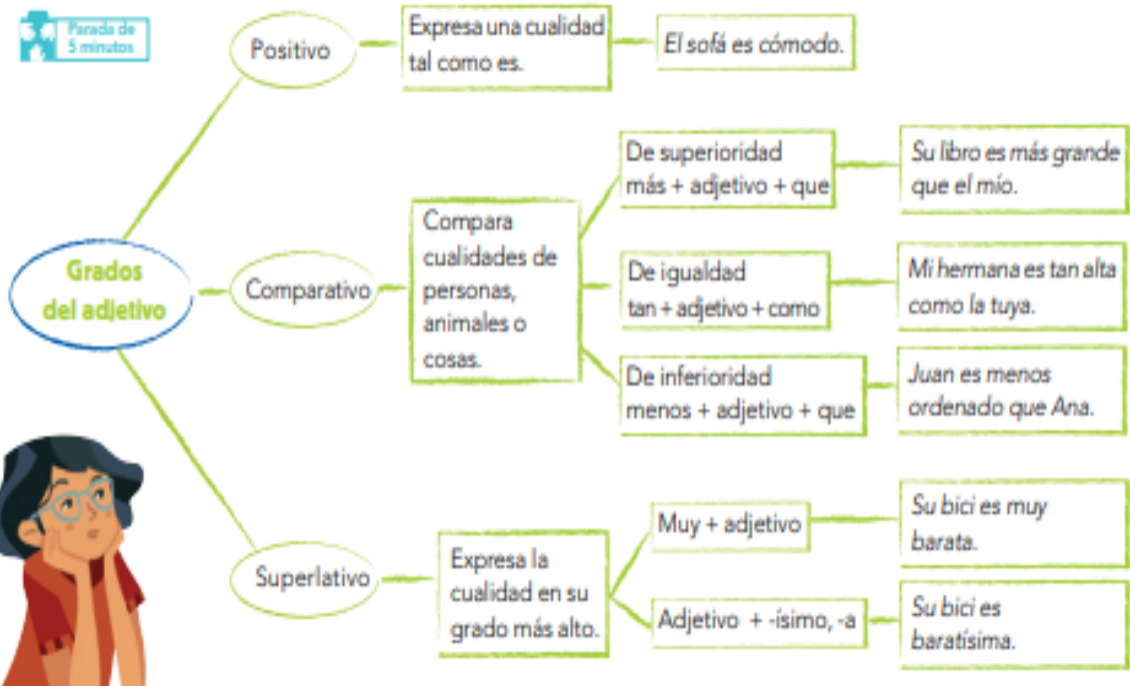 Parada de
5 minutos
Positivo
Expresa una cualidad
tal como es.
El sofá es cómodo.
Grados
del adjetivo
Comparativo
Compara
cualidades de
personas,
animales o
cosas.
De superioridad
más + adjetivo + que
Su libro es más grande
que el mío.
De igualdad
tan + adjetivo + como
Mi hermana es tan alta
como la tuya.
De inferioridad
menos + adjetivo + que
Juan es menos
ordenado que Ana.
Superlativo
Expresa la
cualidad en su
grado más alto.
Muy + adjetivo
Su bici es muy
barata.
Adjetivo + -ísimo, -a
Su bici es
baratísima.